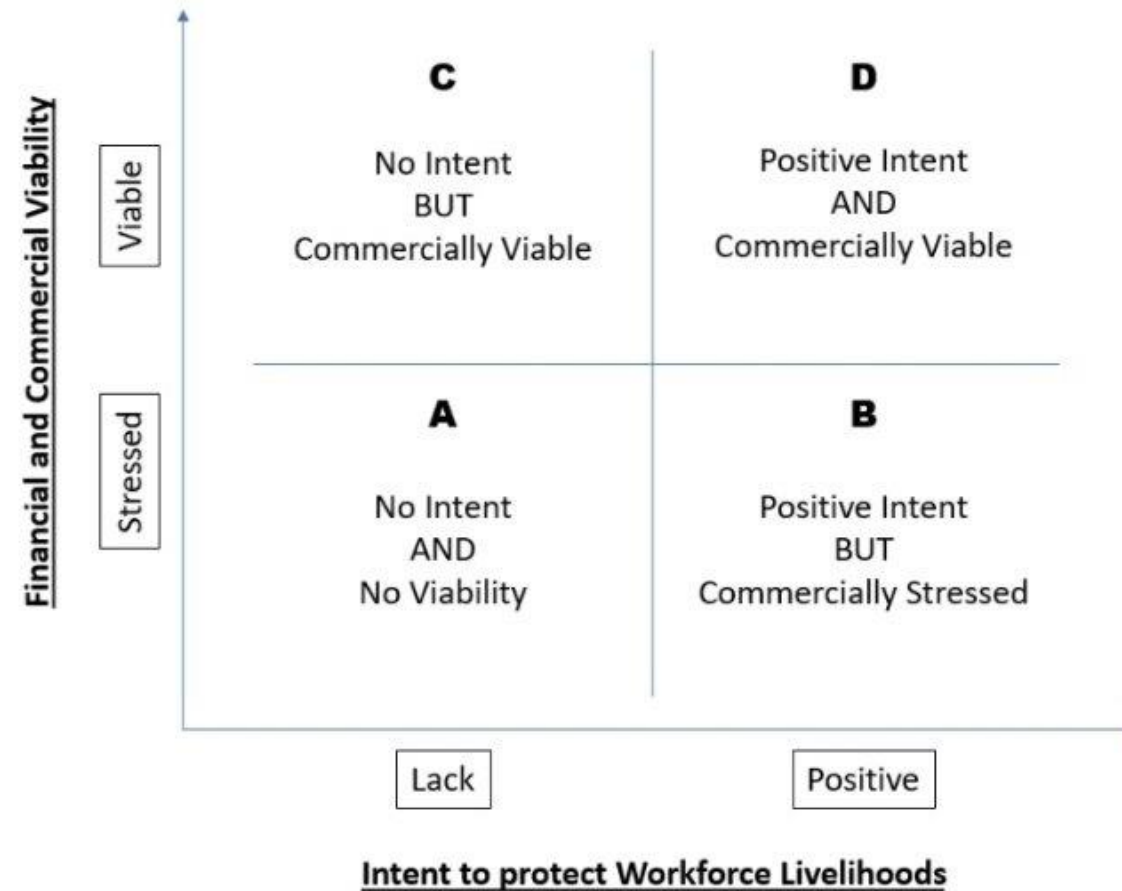 Financial and Commercial Viability
Viable
Stressed
C
No Intent
BUT
Commercially Viable
D
Positive Intent
AND
Commercially Viable
A
No Intent
AND
No Viability
B
Positive Intent
BUT
Commercially Stressed
Lack
Positive
Intent to protect Workforce Livelihoods